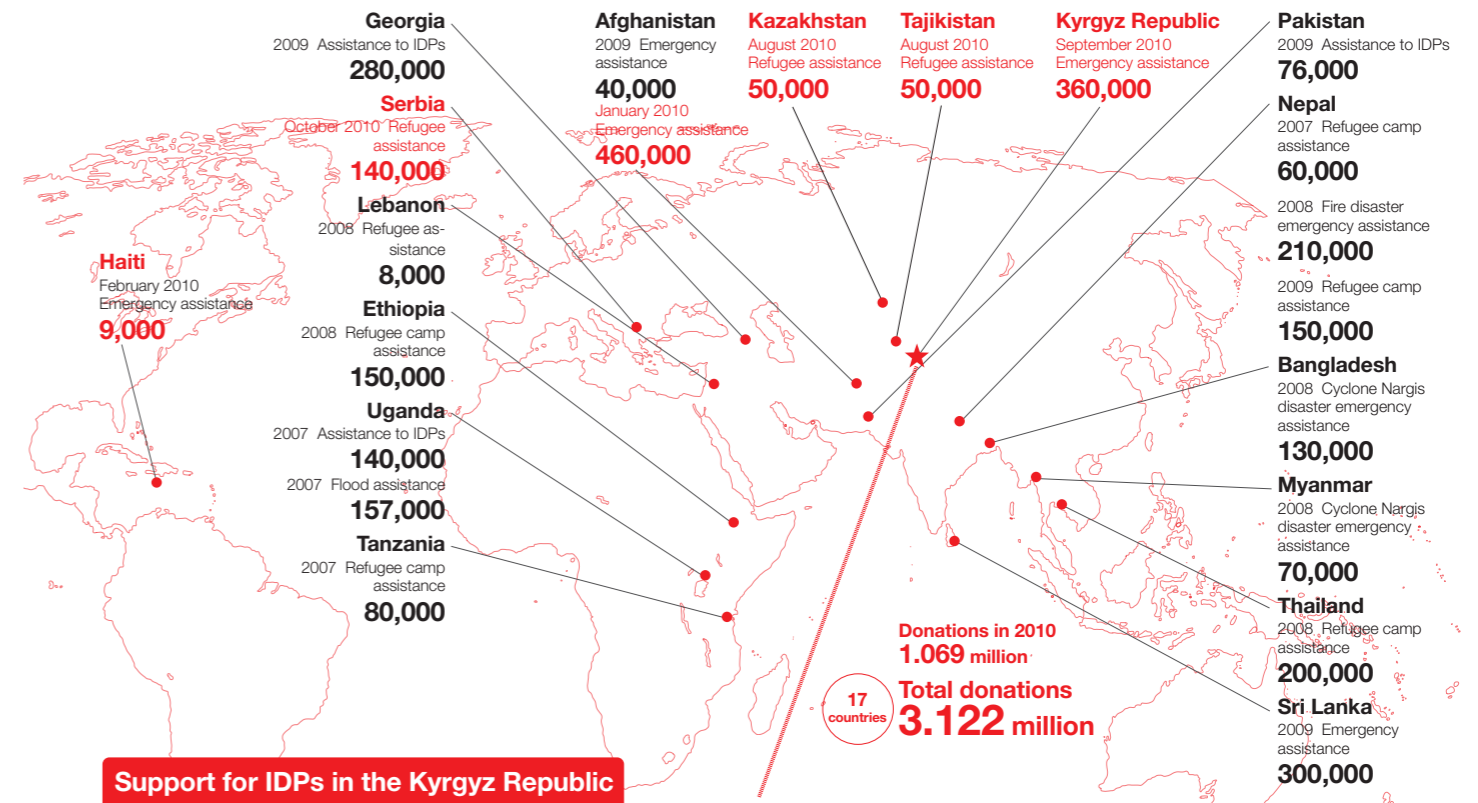 Georgia
2009 Assistance to IDPs
280,000
Serbia
October 2010 Refugee
assistance
140,000
Lebanon
2008 Refugee as-
sistance
8,000
Haiti
February 2010
Emergency assistance
9,000
Ethiopia
2008 Refugee camp
assistance
150,000
Uganda
2007 Assistance to IDPs
140,000
2007 Flood assistance
157,000
Tanzania
2007 Refugee camp
assistance
80,000
Afghanistan
2009 Emergency
assistance
40,000
January 2010
Emergency assistance
460,000
Kazakhstan
August 2010
Refugee assistance
50,000
Tajikistan
August 2010
Refugee assistance
50,000
Kyrgyz Republic
September 2010
Emergency assistance
360,000
Pakistan
2009 Assistance to IDPs
76,000
Nepal
2007 Refugee camp
assistance
60,000
2008 Fire disaster
emergency assistance
210,000
2009 Refugee camp
assistance
150,000
Bangladesh
2008 Cyclone Nargis
disaster emergency
assistance
130,000
Myanmar
2008 Cyclone Nargis
disaster emergency
assistance
70,000
Thailand
2008 Refugee camp
assistance
200,000
Sri Lanka
2009 Emergency
assistance
300,000
Donations in 2010
1.069 million
17
countries
Total donations
3.122 million
Support for IDPs in the Kyrgyz Republic